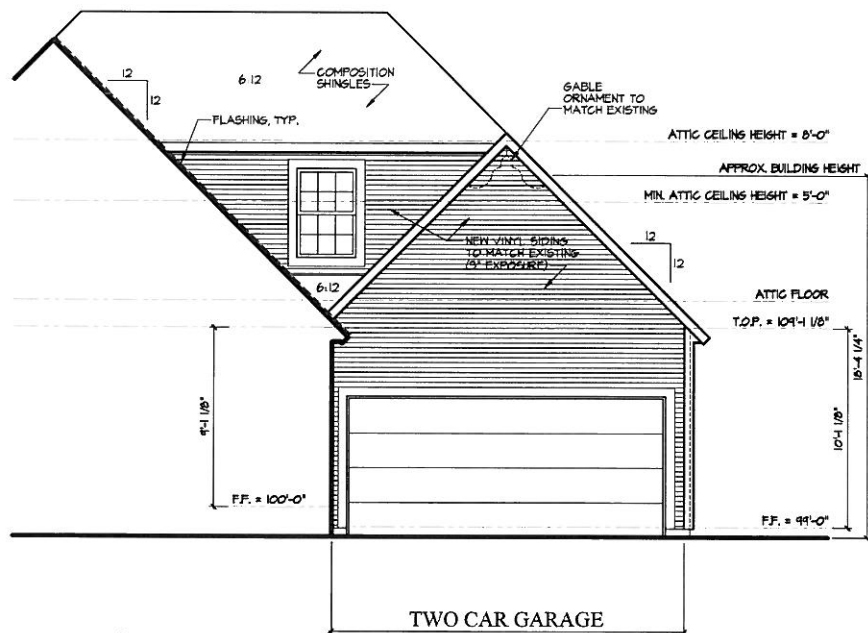 12
12
6:12
COMPOSITION
SHINGLES
GABLE
ORNAMENT TO
MATCH EXISTING
FLASHING, TYP.
ATTIC CEILING HEIGHT = 8'-0"
APPROX. BUILDING HEIGHT
MIN. ATTIC CEILING HEIGHT = 5'-0"
NEW VINYL SIDING
TO MATCH EXISTING
(5" EXPOSURE)
12
12
6:12
ATTIC FLOOR
T.O.P. = 109'-1 1/8"
18'-4 1/4"
9'-1 1/8"
10'-1 1/8"
F.F. = 100'-0"
F.F. = 99'-0"
TWO CAR GARAGE